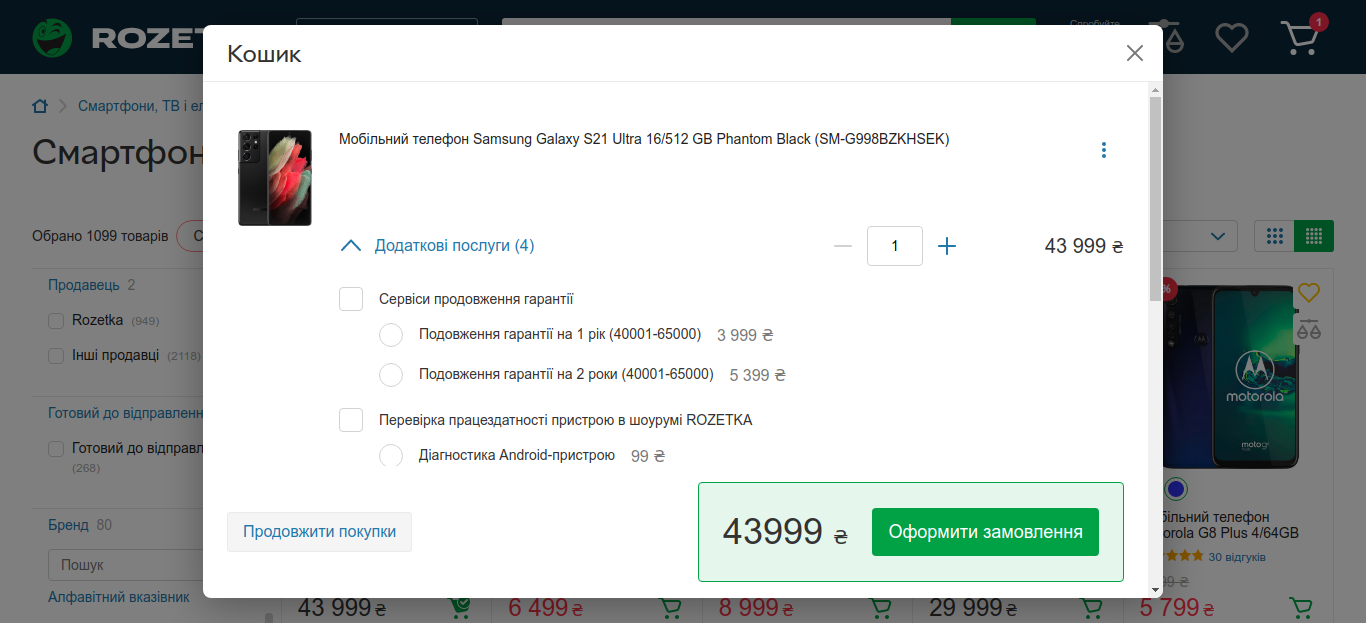 ROZET
Спробуйте
1
Кошик
Смартфони, ТВ і ел
Смартфон
Мобільний телефон Samsung Galaxy S21 Ultra 16/512 GB Phantom Black (SM-G998BZKHSEK)
Обрано 1099 товарів
С
Додаткові послуги (4)
1
43 999 ₴
Продавець 2
Rozetka (949)
Інші продавці (2118)
Сервіси продовження гарантії
Подовження гарантії на 1 рік (40001-65000) 3 999 ₴
Подовження гарантії на 2 роки (40001-65000) 5 399 ₴
%
motorola
moto g
Готовий до відправленн
Готовий до відправл
(268)
Перевірка працездатності пристрою в шоурумі ROZETKA
Діагностика Android-пристрою 99 ₴
Бренд 80
Пошук
Алфавітний вказівник
Продовжити покупки
43999 ₴
Оформити замовлення
більний телефон
orola G8 Plus 4/64GB
30 відгуків
99 ₴
43 999 ₴
6 499 ₴
8 999 ₴
29 999 ₴
5 799 ₴